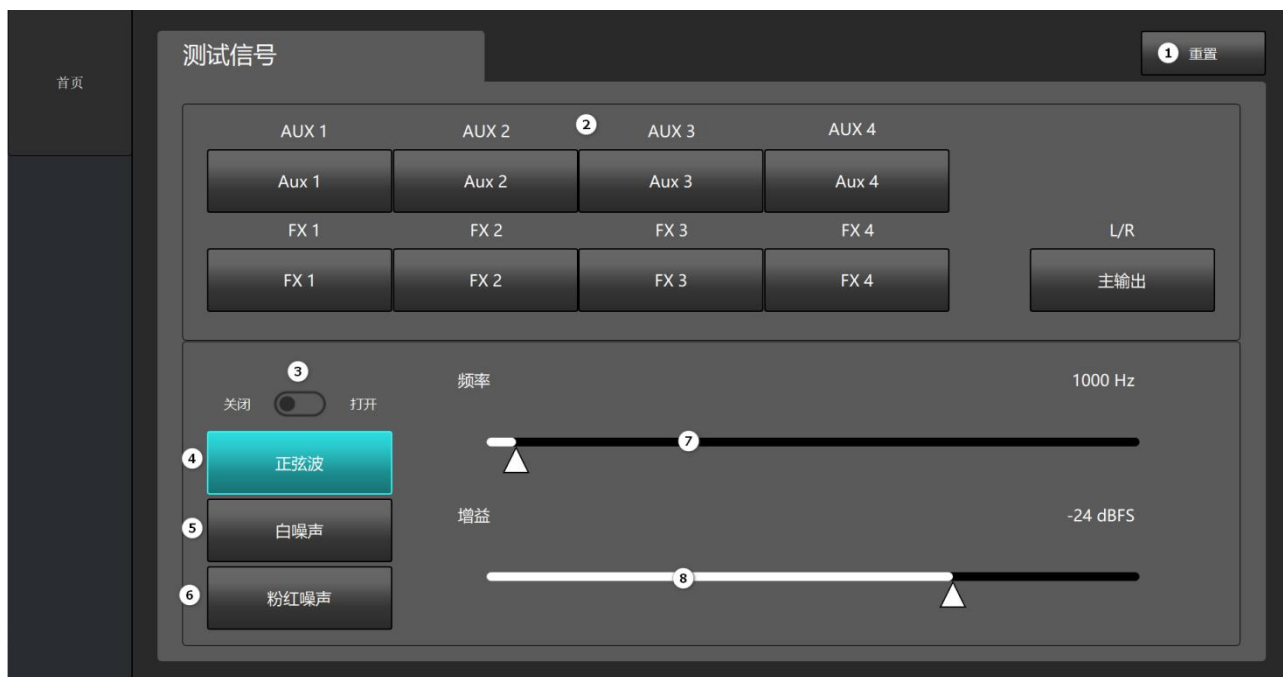 测试信号
1 重置
首页
AUX 1 AUX 2 2 AUX 3 AUX 4
Aux 1 Aux 2 Aux 3 Aux 4
FX 1 FX 2 FX 3 FX 4 L/R
FX 1 FX 2 FX 3 FX 4 主输出
3
关闭 打开
频率 1000 Hz
7
4 正弦波
增益 -24 dBFS
5 白噪声
8
6 粉红噪声